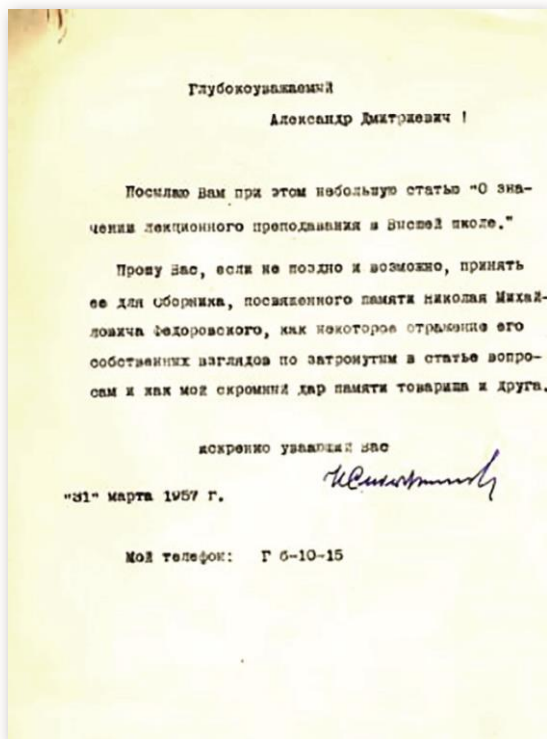 Глубокоуважаемый
Александр Дмитриевич !
Посылаю Вам при этом небольшую статью "О зна-
чении лекционного преподавания в Высшей школе."
Прошу Вас, если не поздно и возможно, принять
ее для Сборника, посвященного памяти Николая Михай-
ловича Федоровского, как некоторое отражение его
собственных взглядов по затронутым в статье вопро-
сам и как мой скромный дар памяти товарища и друга.
искренно уважающий Вас
"31" марта 1957 г.
Мой телефон: Г 6-10-15